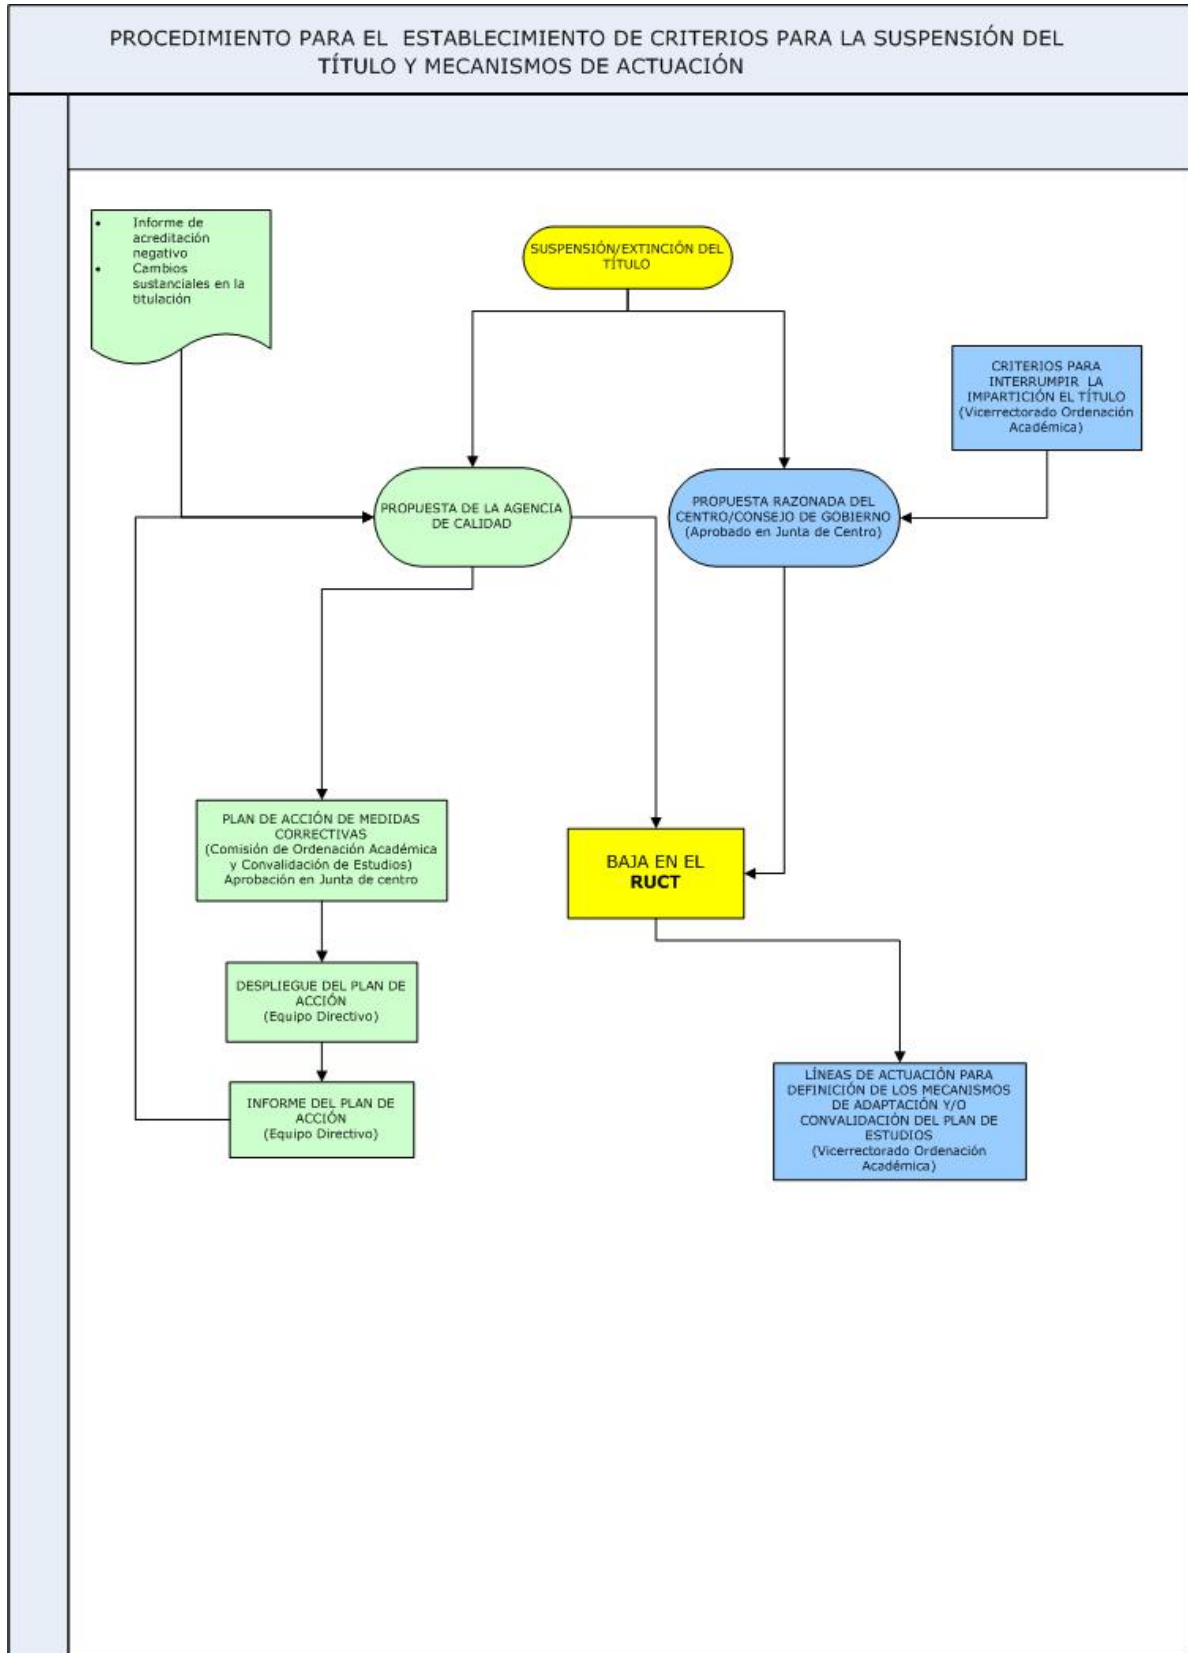 PROCEDIMIENTO PARA EL ESTABLECIMIENTO DE CRITERIOS PARA LA SUSPENSIÓN DEL
TÍTULO Y MECANISMOS DE ACTUACIÓN
• Informe de
acreditación
negativo
• Cambios
sustanciales en la
titulación
SUSPENSIÓN/EXTINCIÓN DEL
TÍTULO
CRITERIOS PARA
INTERRUMPIR LA
IMPARTICIÓN EL TÍTULO
(Vicerrectorado Ordenación
Académica)
PROPUESTA DE LA AGENCIA
DE CALIDAD
PROPUESTA RAZONADA DEL
CENTRO/CONSEJO DE GOBIERNO
(Aprobado en Junta de Centro)
PLAN DE ACCIÓN DE MEDIDAS
CORRECTIVAS
(Comisión de Ordenación Académica
y Convalidación de Estudios)
Aprobación en Junta de centro
BAJA EN EL
RUCT
DESPLIEGUE DEL PLAN DE
ACCIÓN
(Equipo Directivo)
INFORME DEL PLAN DE
ACCIÓN
(Equipo Directivo)
LÍNEAS DE ACTUACIÓN PARA
DEFINICIÓN DE LOS MECANISMOS
DE ADAPTACIÓN Y/O
CONVALIDACIÓN DEL PLAN DE
ESTUDIOS
(Vicerrectorado Ordenación
Académica)